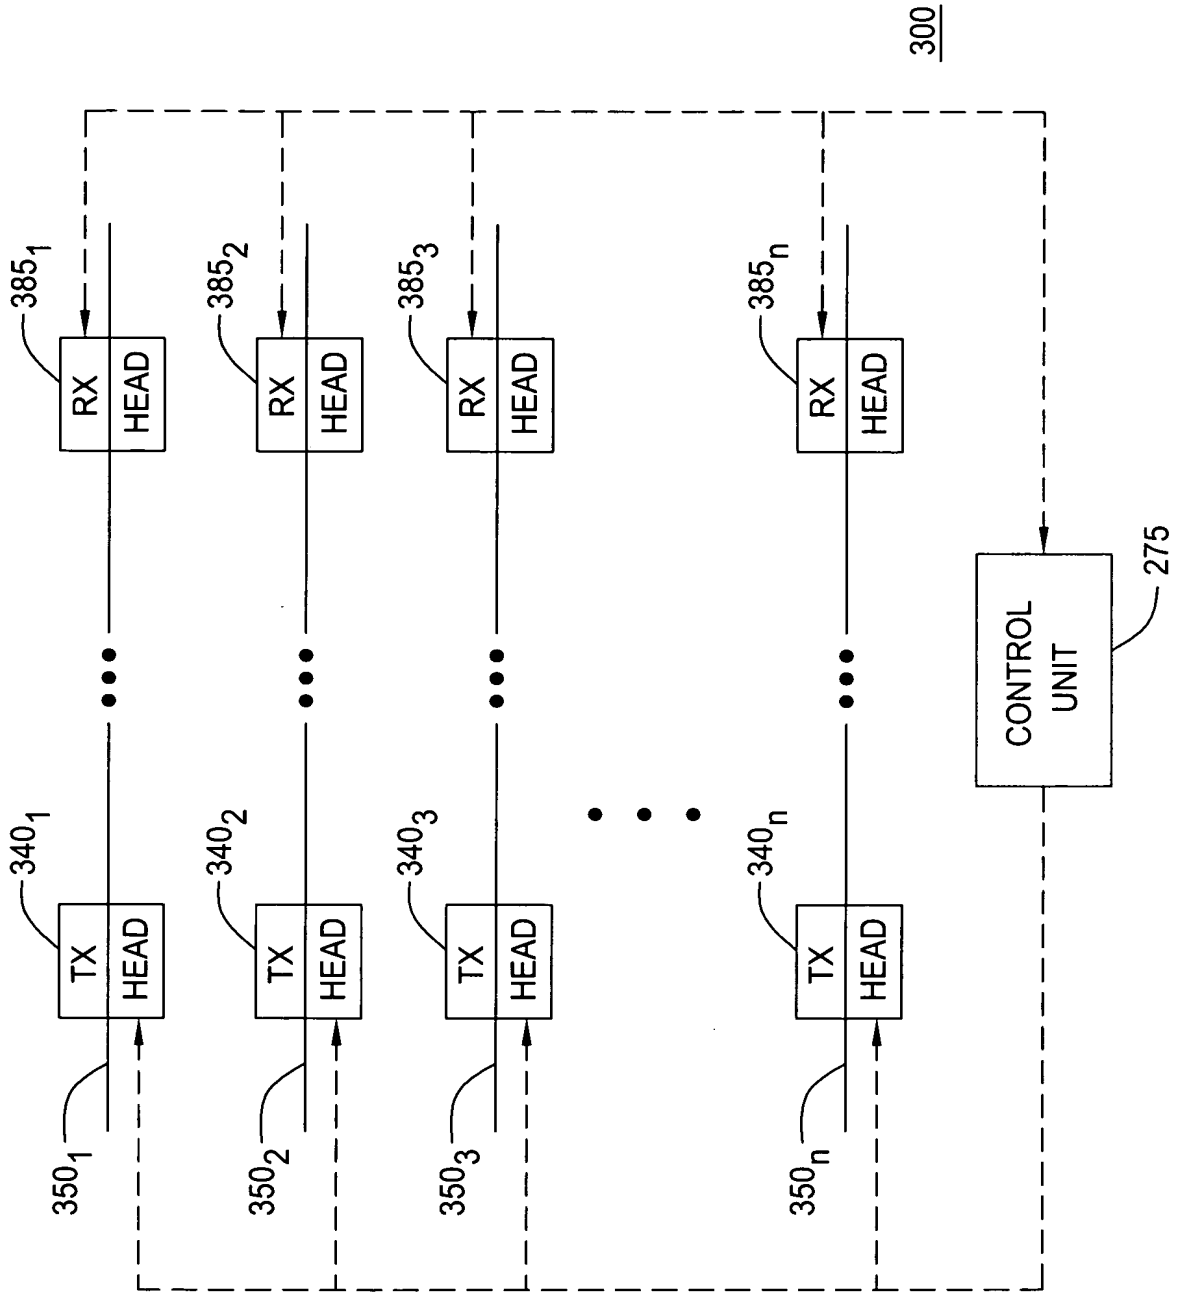 300
385₁
385₂
385₃
385ₙ
RX
HEAD
RX
HEAD
RX
HEAD
RX
HEAD
340₁
340₂
340₃
340ₙ
TX
HEAD
TX
HEAD
TX
HEAD
TX
HEAD
350₁
350₂
350₃
350ₙ
CONTROL
UNIT
275